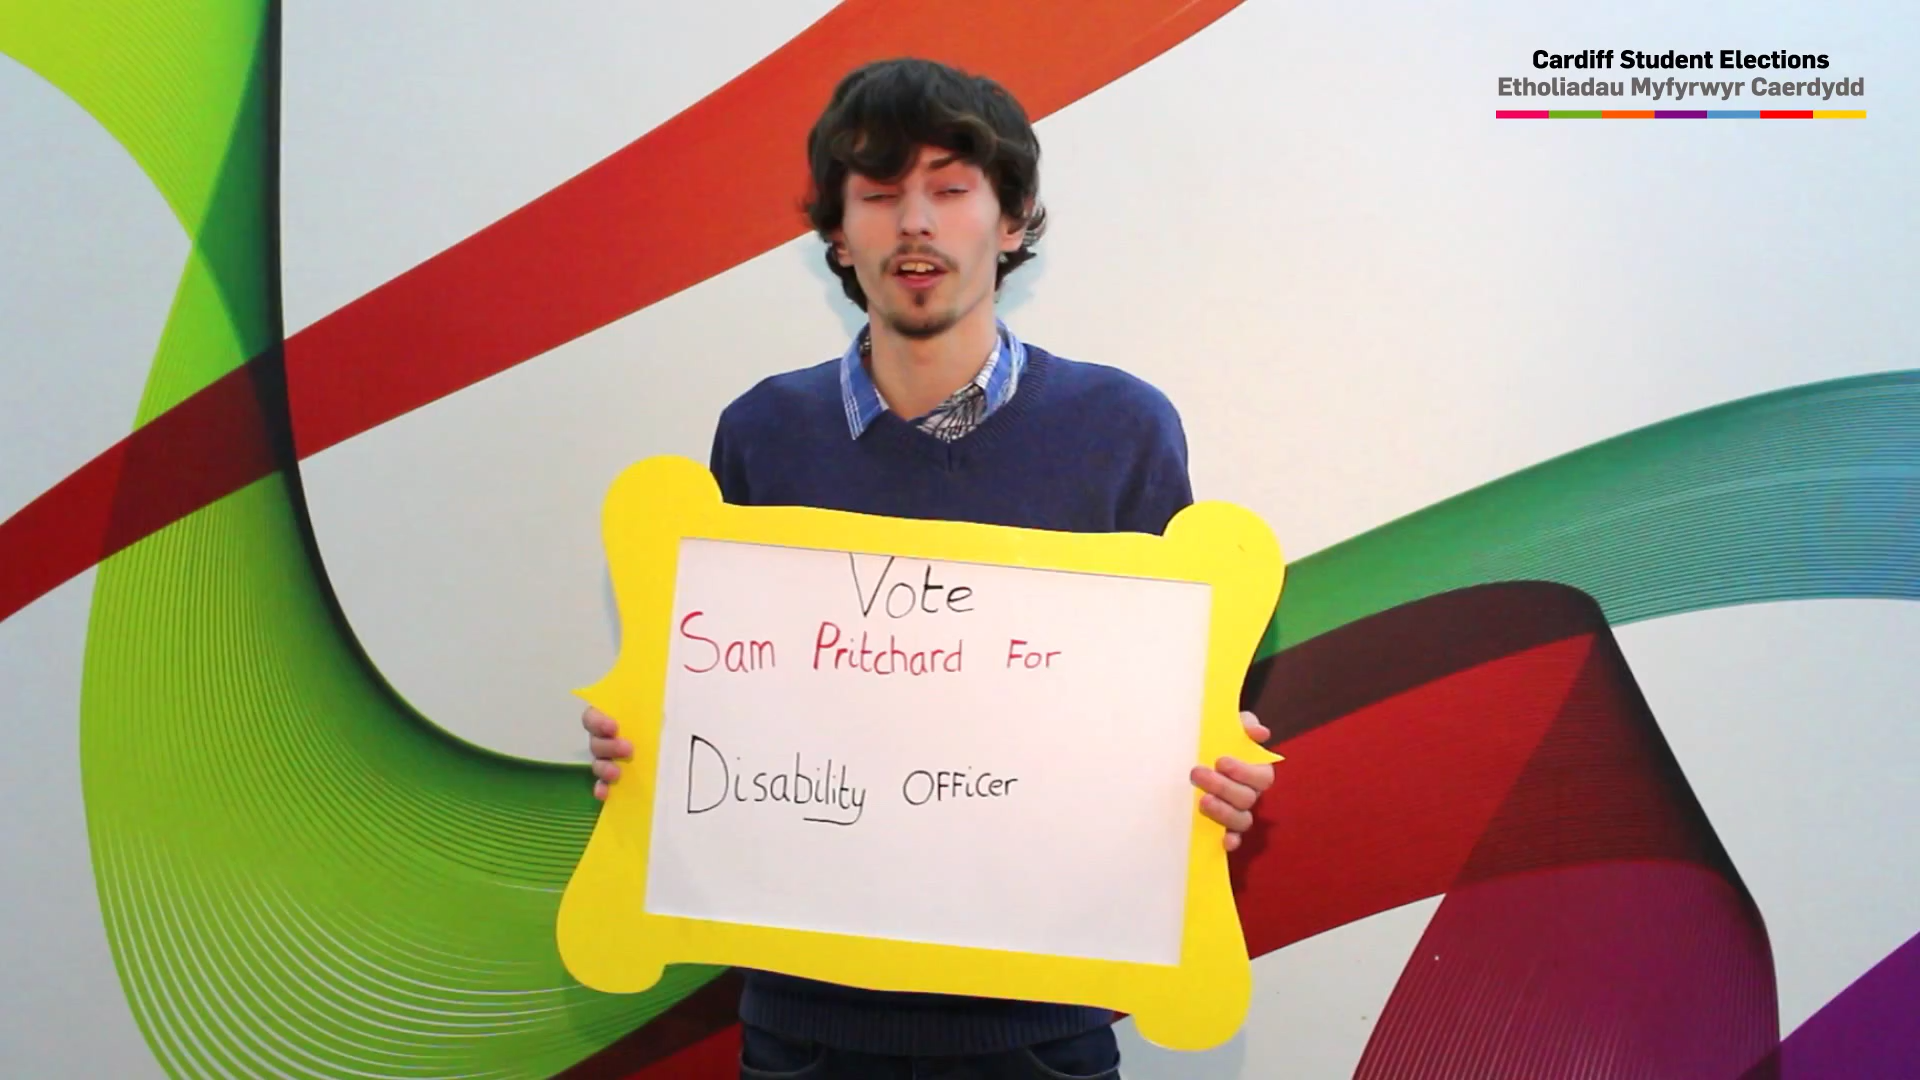 Cardiff Student Elections
Etholiadau Myfyrwyr Caerdydd
Vote
Sam Pritchard For
Disability OFFicer